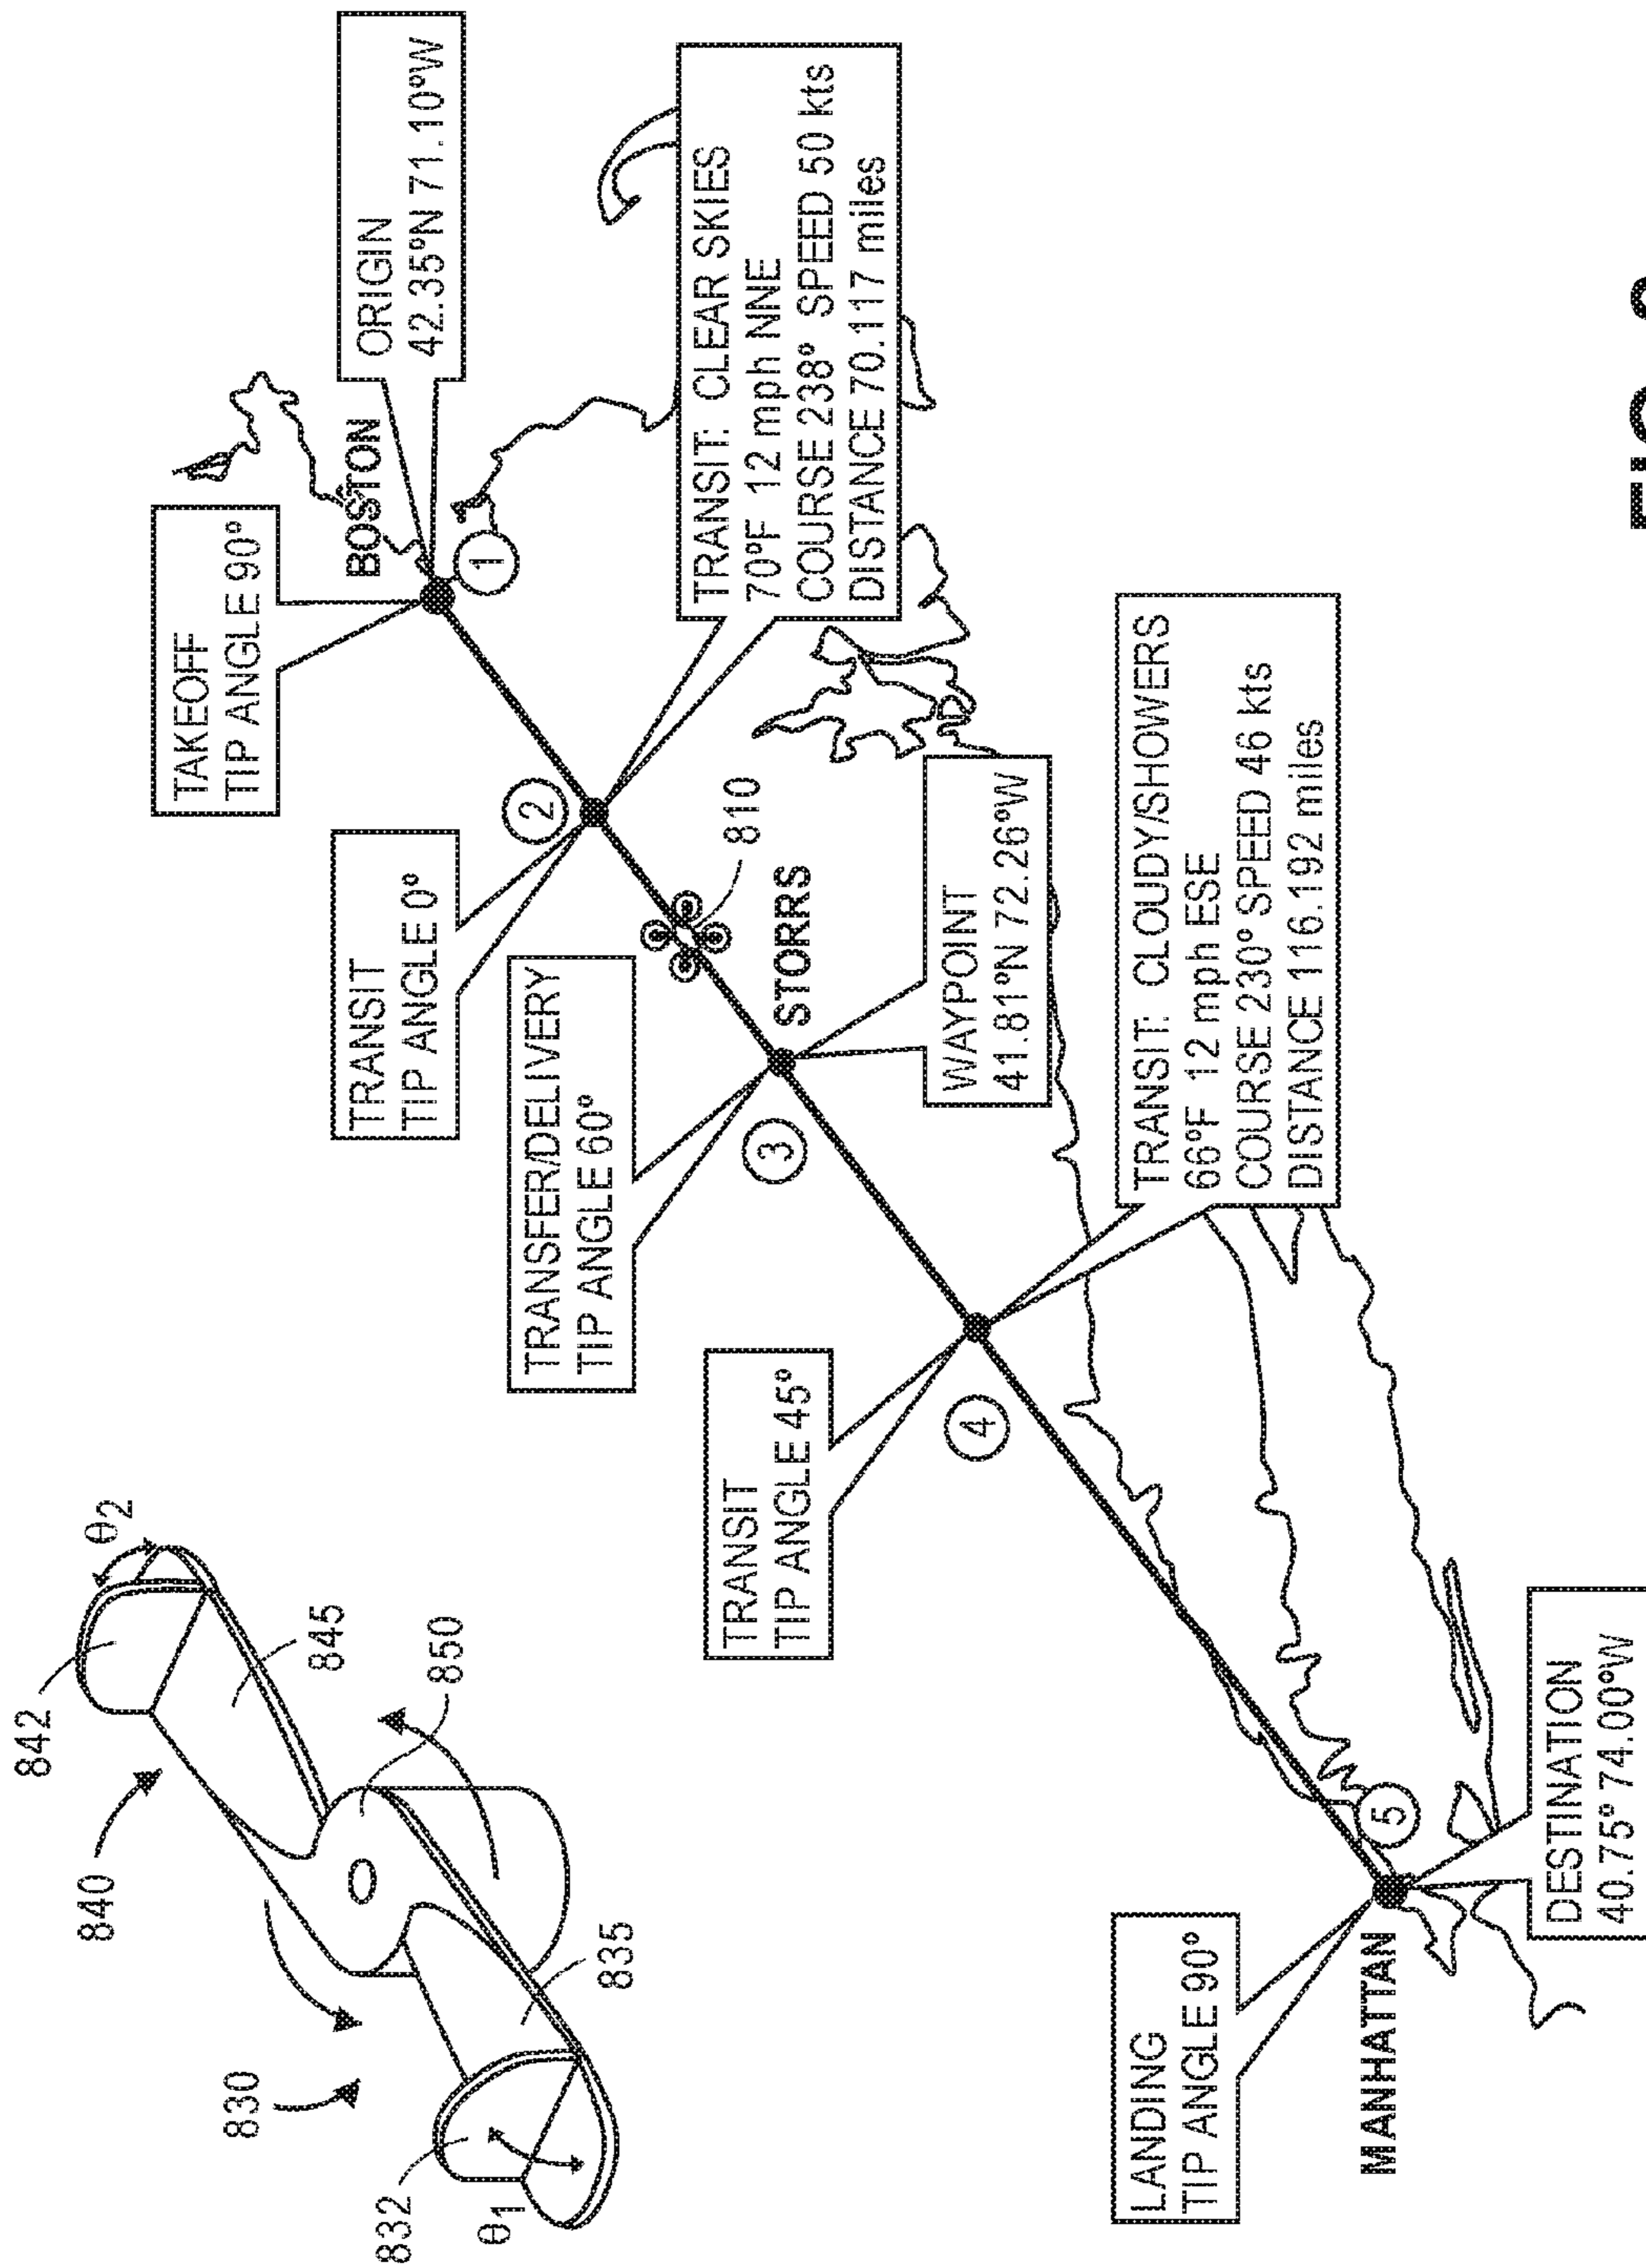 842
θ2
840
845
850
830
835
832
θ1
TAKEOFF
TIP ANGLE 90°
BOSTON
ORIGIN
42.35°N 71.10°W
1
TRANSIT
TIP ANGLE 0°
2
TRANSIT: CLEAR SKIES
70°F 12 mph NNE
COURSE 238° SPEED 50 kts
DISTANCE 70.117 miles
TRANSFER/DELIVERY
TIP ANGLE 60°
810
STORRS
3
WAYPOINT
41.81°N 72.26°W
TRANSIT
TIP ANGLE 45°
4
TRANSIT: CLOUDY/SHOWERS
66°F 12 mph ESE
COURSE 230° SPEED 46 kts
DISTANCE 116.192 miles
LANDING
TIP ANGLE 90°
MANHATTAN
5
DESTINATION
40.75° 74.00°W